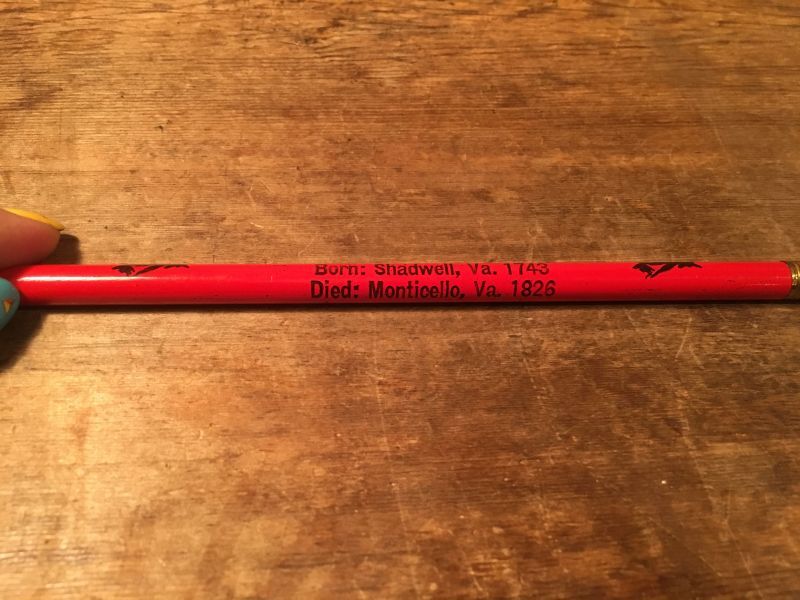 Born: Shadwell, Va. 1743
Died: Monticello, Va. 1826